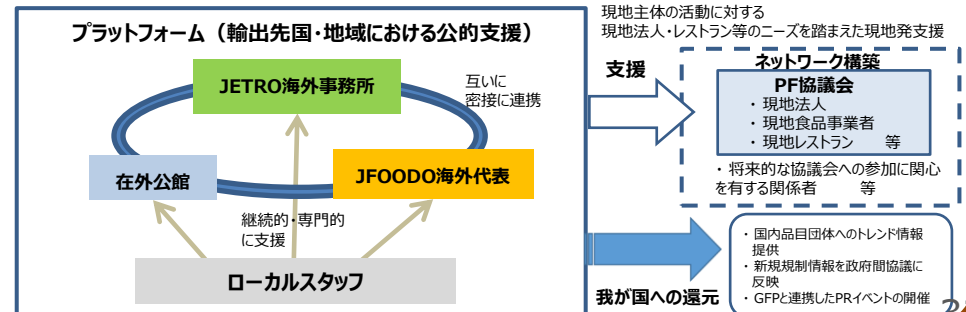 プラットフォーム（輸出先国・地域における公的支援）
JETRO海外事務所
互いに
密接に連携
在外公館
JFOODO海外代表
継続的・専門的
に支援
ローカルスタッフ
現地主体の活動に対する
現地法人・レストラン等のニーズを踏まえた現地発支援
支援
ネットワーク構築
PF協議会
・現地法人
・現地食品事業者
・現地レストラン 等
・将来的な協議会への参加に関心
を有する関係者 等
我が国への還元
・国内品目団体へのトレンド情報
提供
・新規規制情報を政府間協議に
反映
・GFPと連携したPRイベントの開催